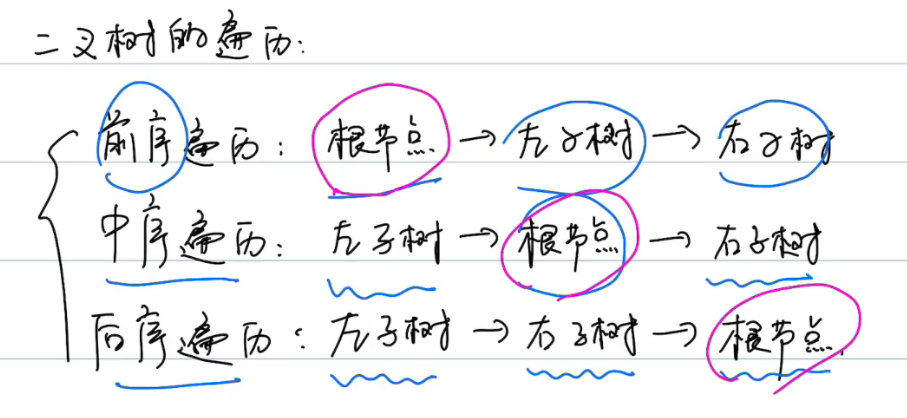 二叉树的遍历:
前序遍历: 根节点 → 左子树 → 右子树
中序遍历: 左子树 → 根节点 → 右子树
后序遍历: 左子树 → 右子树 → 根节点.